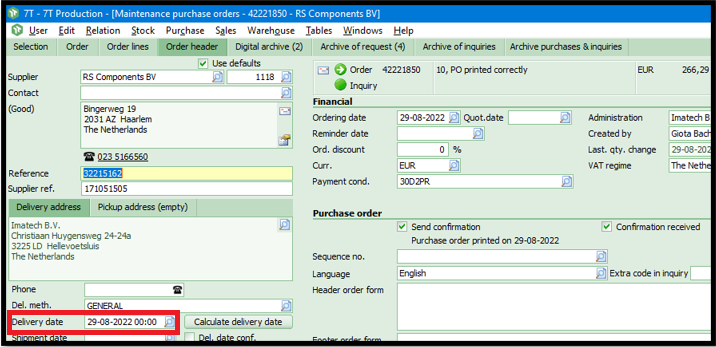 7T - 7T Production - [Maintenance purchase orders - 42221850 - RS Components BV]
User Edit Relation Stock Purchase Sales Warehouse Tables Windows Help
Selection Order Order lines Order header Digital archive (2) Archive of request (4) Archive of inquiries Archive purchases & inquiries
Use defaults
Supplier RS Components BV 1118
Contact
(Good) Bingerweg 19
2031 AZ Haarlem
The Netherlands
023 5166560
Reference 32215162
Supplier ref. 171051505
Delivery address Pickup address (empty)
Imatech B.V.
Christiaan Huygensweg 24-24a
3225 LD Hellevoetsluis
The Netherlands
Phone
Del. meth. GENERAL
Delivery date 29-08-2022 00:00 Calculate delivery date
Shipment date Del. date conf.
Order 42221850 10, PO printed correctly EUR 266,29
Inquiry
Financial
Ordering date 29-08-2022 Quot.date Administration Imatech B
Reminder date Created by Giota Bach
Ord. discount 0 % Last. qty. change 29-08-202
Curr. EUR VAT regime The Nethe
Payment cond. 30D2PR
Purchase order
Send confirmation Confirmation received
Purchase order printed on 29-08-2022
Sequence no.
Language English Extra code in inquiry
Header order form
Footer order form